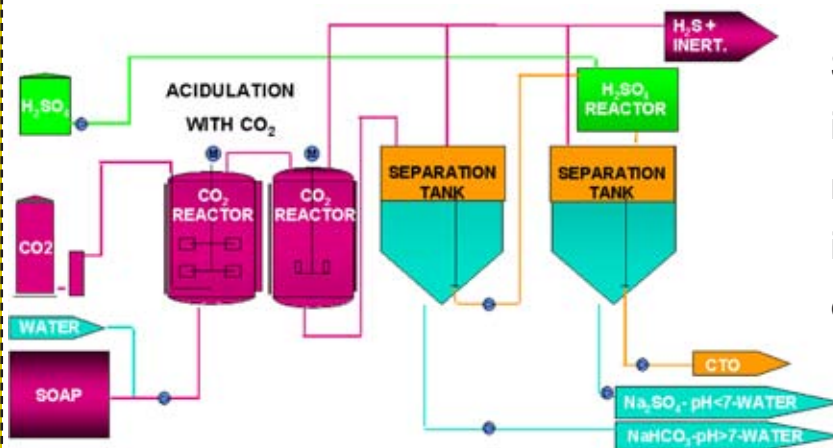 H₂S +
INERT.
H₂SO₄
ACIDULATION
WITH CO₂
M
M
H₂SO₄
REACTOR
SEPARATION
TANK
SEPARATION
TANK
CO₂
REACTOR
CO₂
REACTOR
CO2
WATER
SOAP
CTO
Na₂SO₄- pH<7-WATER
NaHCO₃-pH>7-WATER